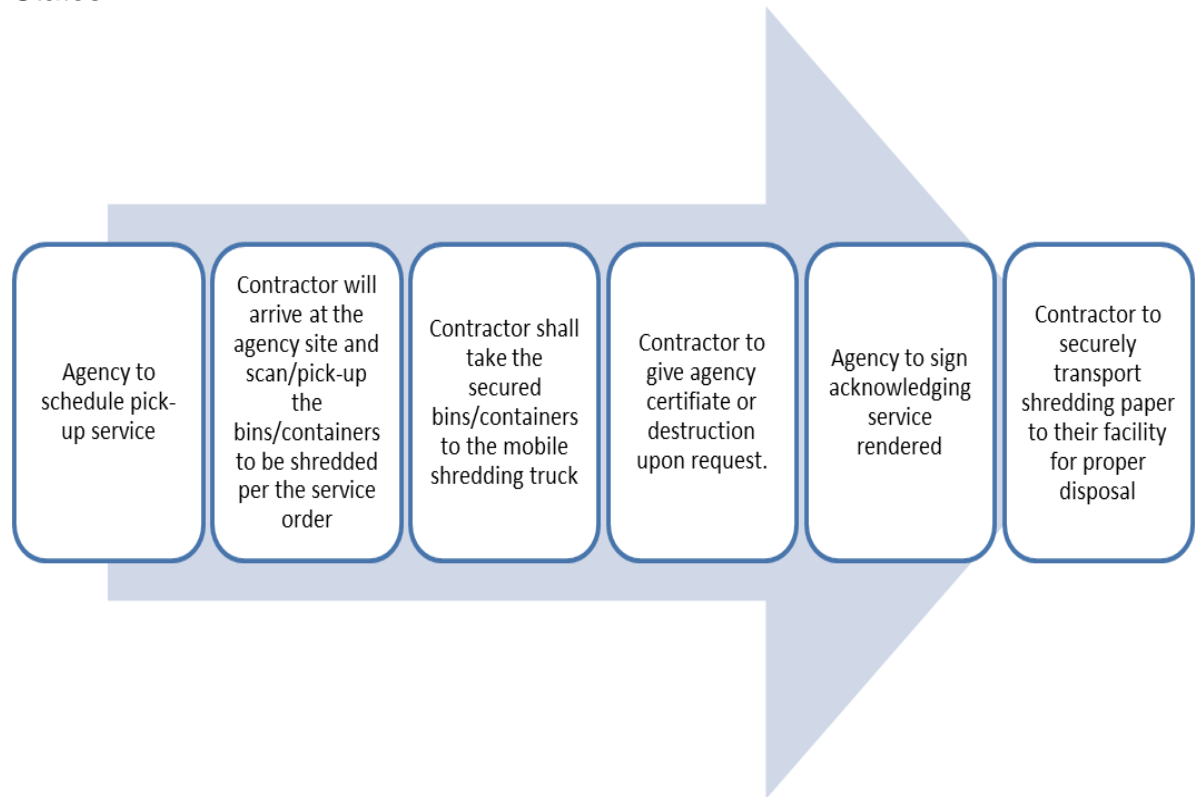 Agency to
schedule pick-
up service
Contractor will
arrive at the
agency site and
scan/pick-up
the
bins/containers
to be shredded
per the service
order
Contractor shall
take the
secured
bins/containers
to the mobile
shredding truck
Contractor to
give agency
certifiate or
destruction
upon request.
Agency to sign
acknowledging
service
rendered
Contractor to
securely
transport
shredding paper
to their facility
for proper
disposal